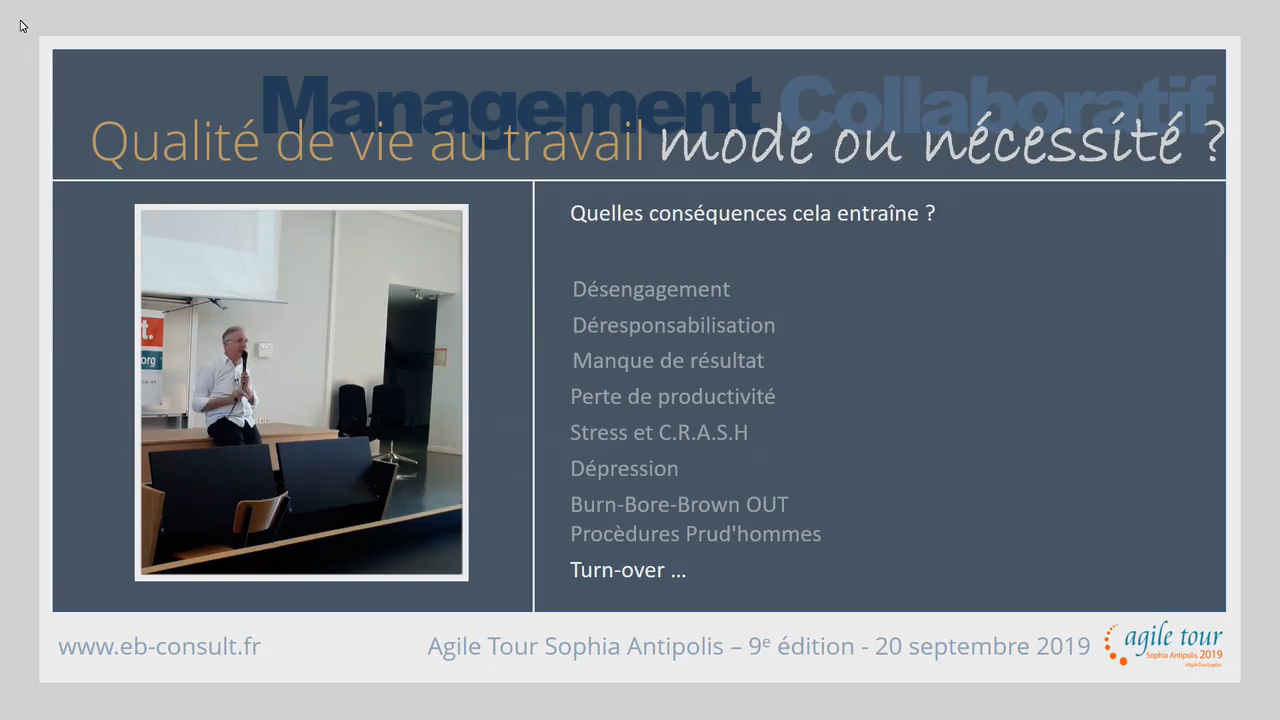 Management Collaboratif
Qualité de vie au travail mode ou nécessité ?
t.
org
Quelles conséquences cela entraîne ?
Désengagement
Déresponsabilisation
Manque de résultat
Perte de productivité
Stress et C.R.A.S.H
Dépression
Burn-Bore-Brown OUT
Procèdures Prud'hommes
Turn-over ...
www.eb-consult.fr
Agile Tour Sophia Antipolis – 9e édition - 20 septembre 2019
agile tour
Sophia Antipolis 2019
#AgileTourSophia